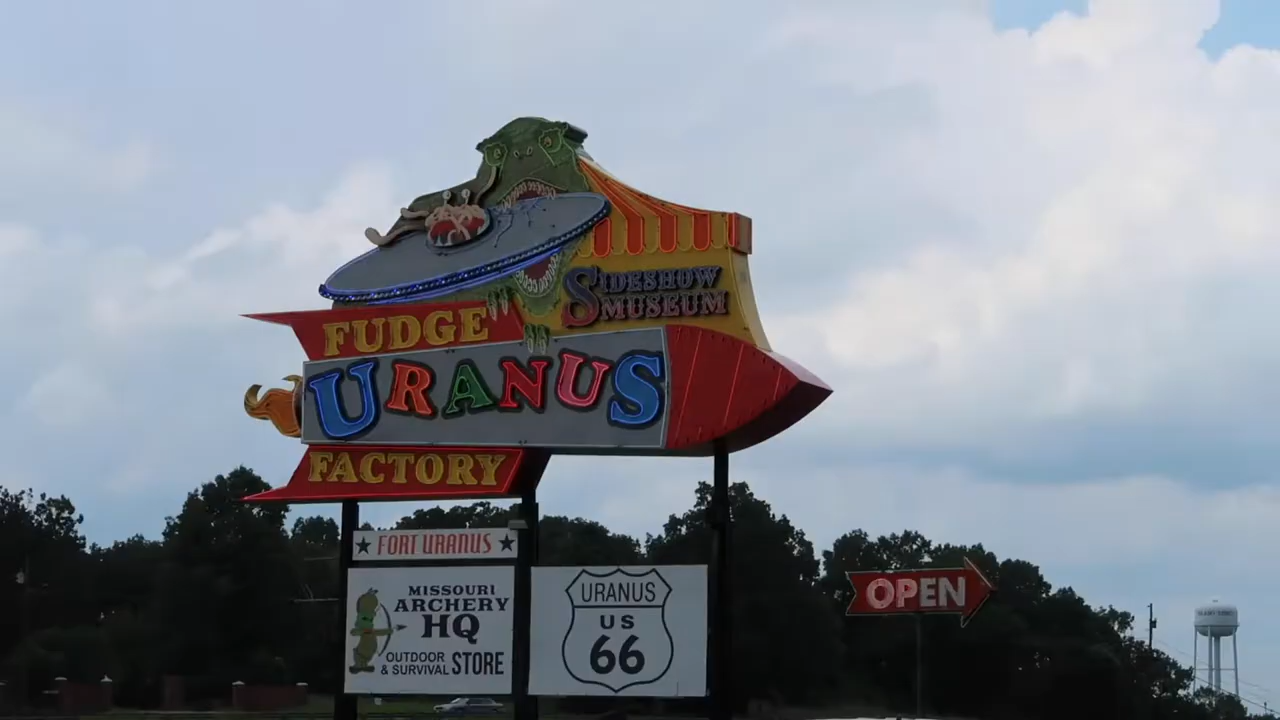 SIDESHOW
MUSEUM
FUDGE
URANUS
FACTORY
FORT URANUS
MISSOURI
ARCHERY
HQ
OUTDOOR
& SURVIVAL STORE
URANUS
US
66
OPEN